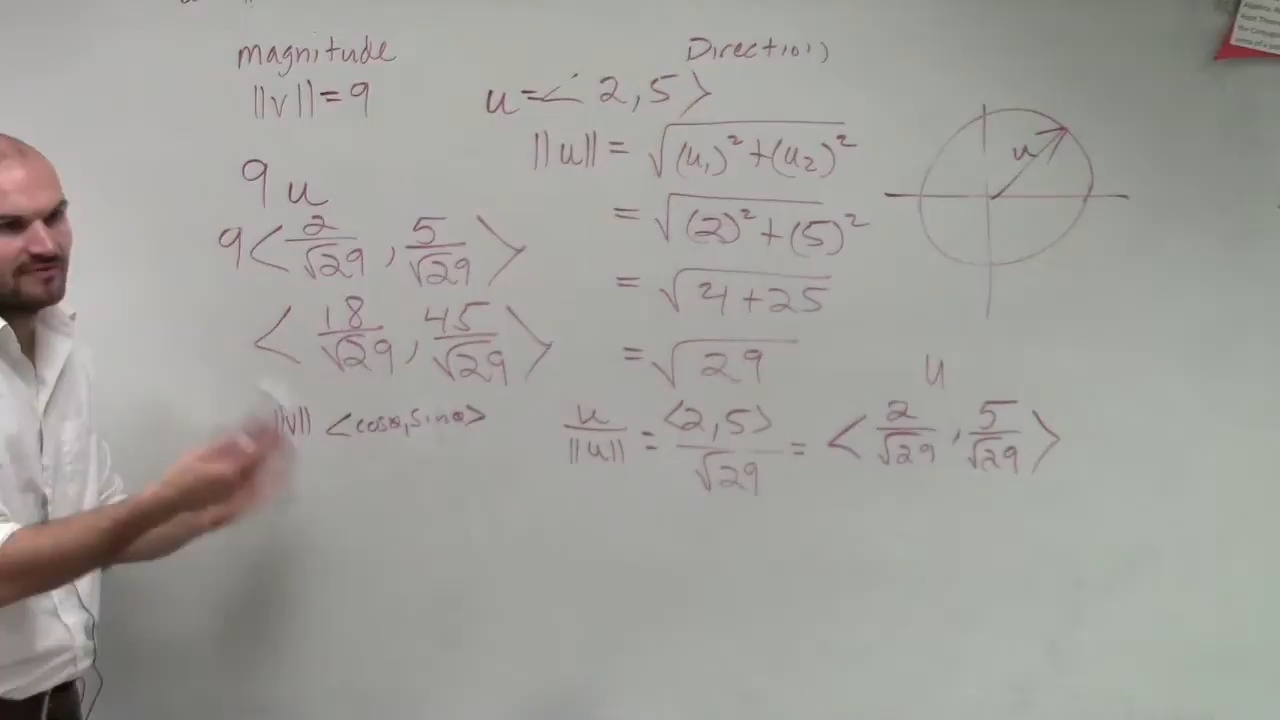 magnitude
||v|| = 9
9 u
9 < 2/√29 , 5/√29 >
< 18/√29 , 45/√29 >
||v|| <cosθ, sinθ>
Direction
u = < 2, 5 >
||u|| = √(u₁)² + (u₂)²
= √(2)² + (5)²
= √4 + 25
= √29
u/||u|| = <2, 5>/√29 = < 2/√29 , 5/√29 >
u
u